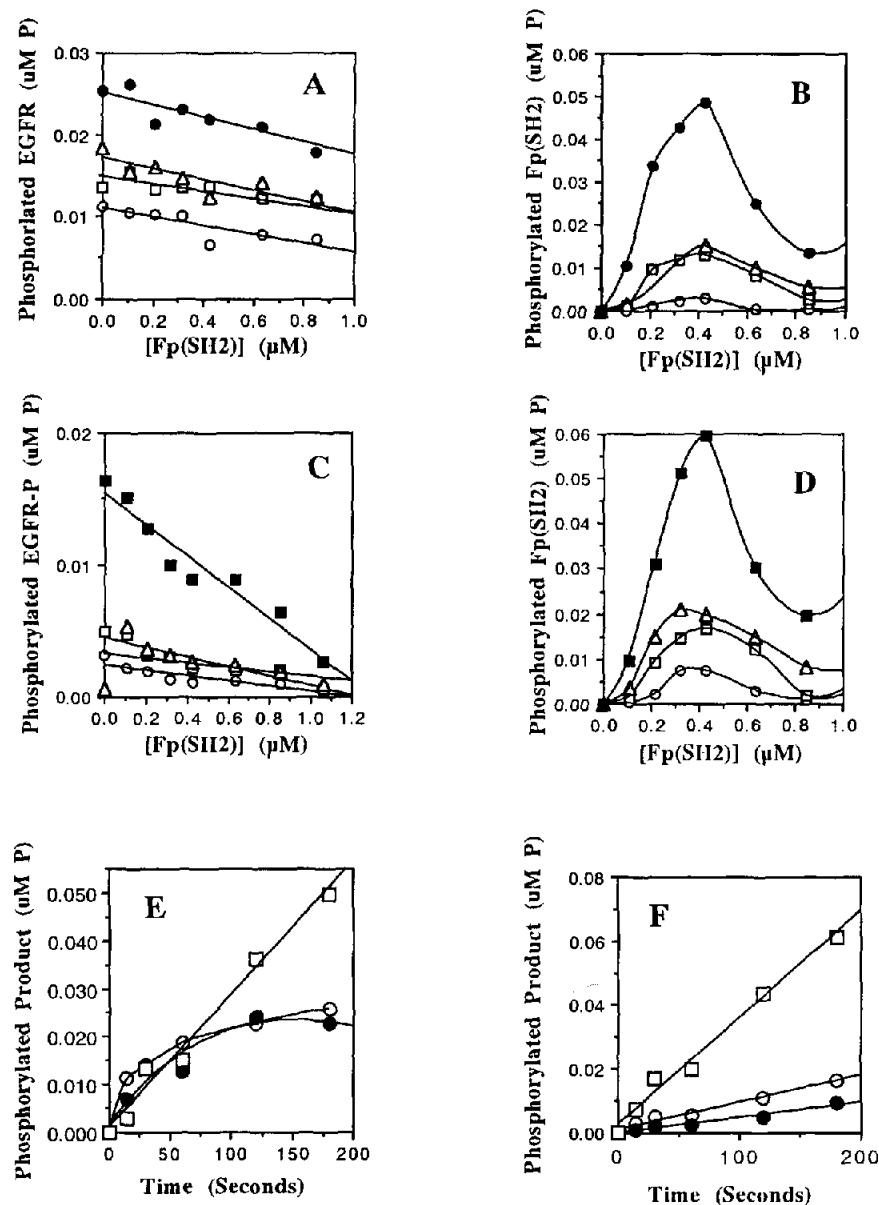 Phosphorlated EGFR (uM P)
0.03
0.02
0.01
0.00
A
0.0 0.2 0.4 0.6 0.8 1.0
[Fp(SH2)] (µM)
Phosphorylated Fp(SH2) (uM P)
0.06
0.05
0.04
0.03
0.02
0.01
0.00
B
0.0 0.2 0.4 0.6 0.8 1.0
[Fp(SH2)] (µM)
Phosphorylated EGFR-P (uM P)
0.02
0.01
0.00
C
0.0 0.2 0.4 0.6 0.8 1.0 1.2
[Fp(SH2)] (µM)
Phosphorylated Fp(SH2) (uM P)
0.06
0.05
0.04
0.03
0.02
0.01
0.00
D
0.0 0.2 0.4 0.6 0.8 1.0
[Fp(SH2)] (µM)
Phosphorylated Product (uM P)
0.050
0.040
0.030
0.020
0.010
0.000
E
0 50 100 150 200
Time (Seconds)
Phosphorylated Product (uM P)
0.08
0.06
0.04
0.02
0.00
F
0 100 200
Time (Seconds)